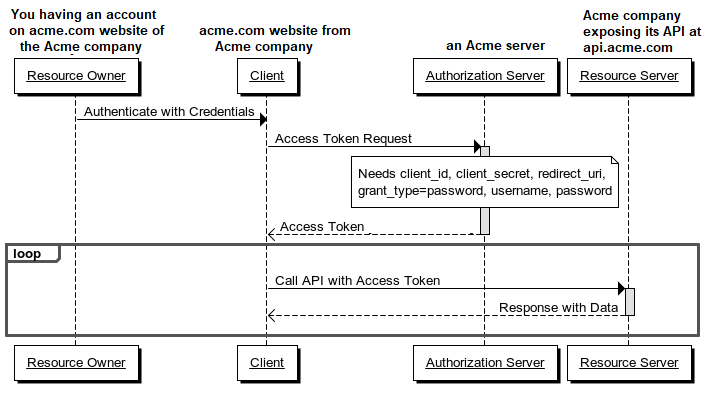 You having an account
on acme.com website of
the Acme company
acme.com website from
Acme company
an Acme server
Acme company
exposing its API at
api.acme.com
Resource Owner
Client
Authorization Server
Resource Server
Authenticate with Credentials
Access Token Request
Needs client_id, client_secret, redirect_uri,
grant_type=password, username, password
Access Token
loop
Call API with Access Token
Response with Data
Resource Owner
Client
Authorization Server
Resource Server